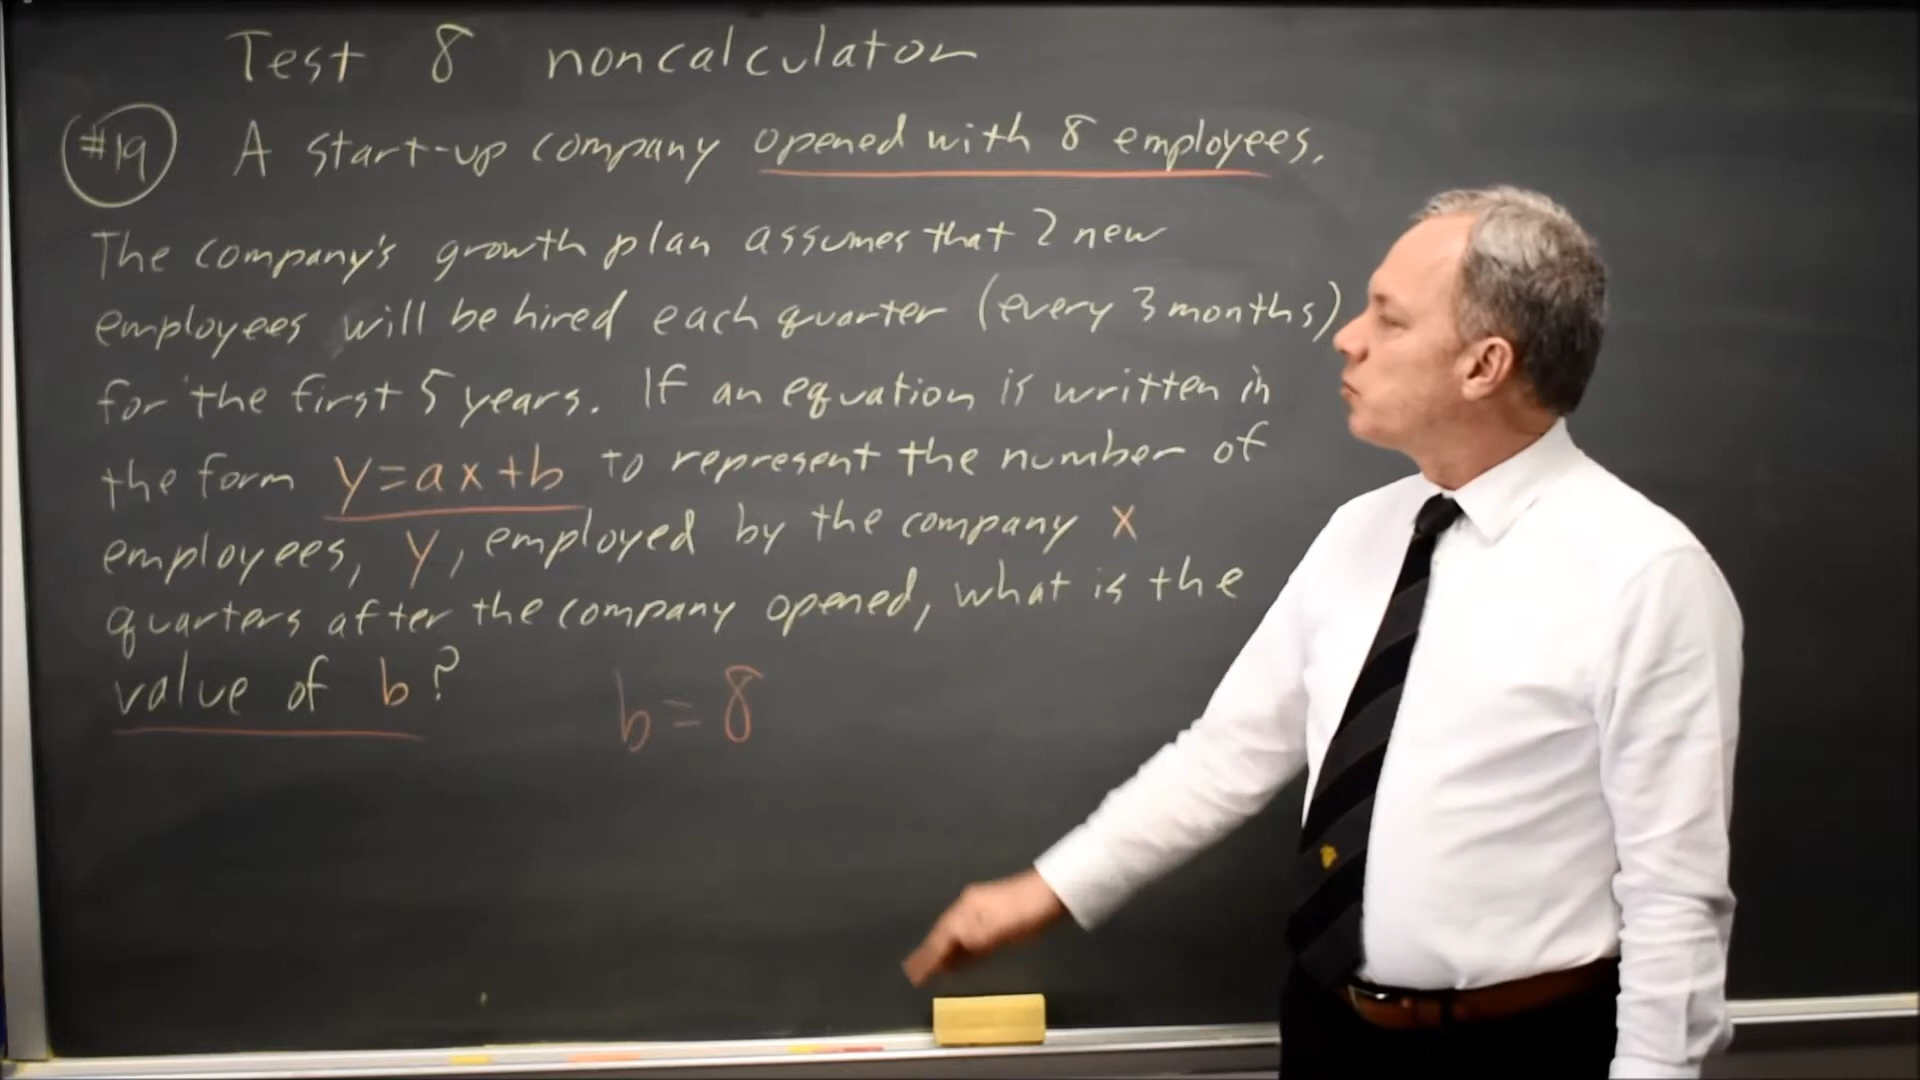 Test 8 noncalculator
#19 A start-up company opened with 8 employees.
The company's growth plan assumes that 2 new
employees will be hired each quarter (every 3 months)
for the first 5 years. If an equation is written in
the form y=ax+b to represent the number of
employees, y, employed by the company x
quarters after the company opened, what is the
value of b? b=8